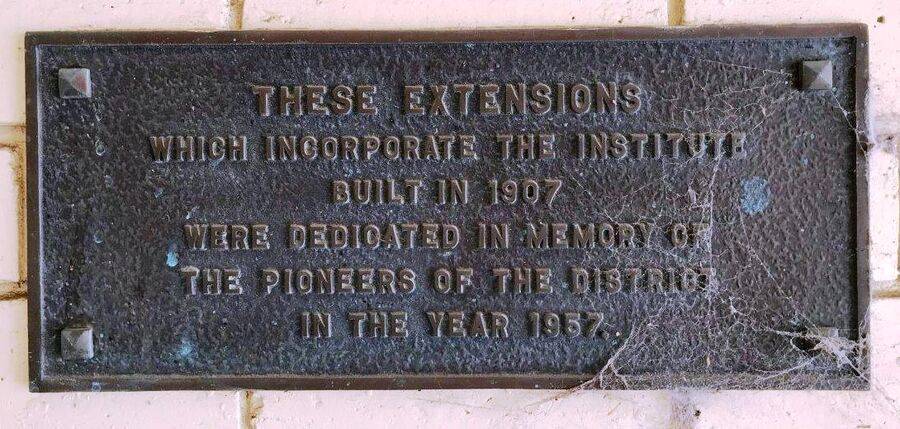 THESE EXTENSIONS
WHICH INCORPORATE THE INSTITUTE
BUILT IN 1907
WERE DEDICATED IN MEMORY OF
THE PIONEERS OF THE DISTRICT
IN THE YEAR 1957.